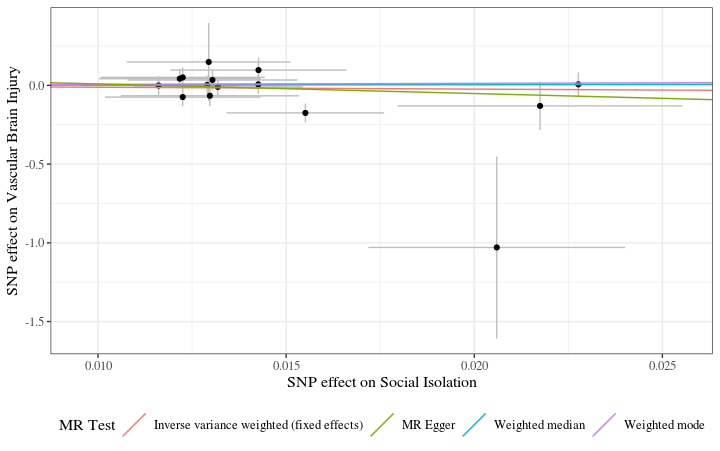 SNP effect on Vascular Brain Injury
0.0
-0.5
-1.0
-1.5
0.010 0.015 0.020 0.025
SNP effect on Social Isolation
MR Test Inverse variance weighted (fixed effects) MR Egger Weighted median Weighted mode